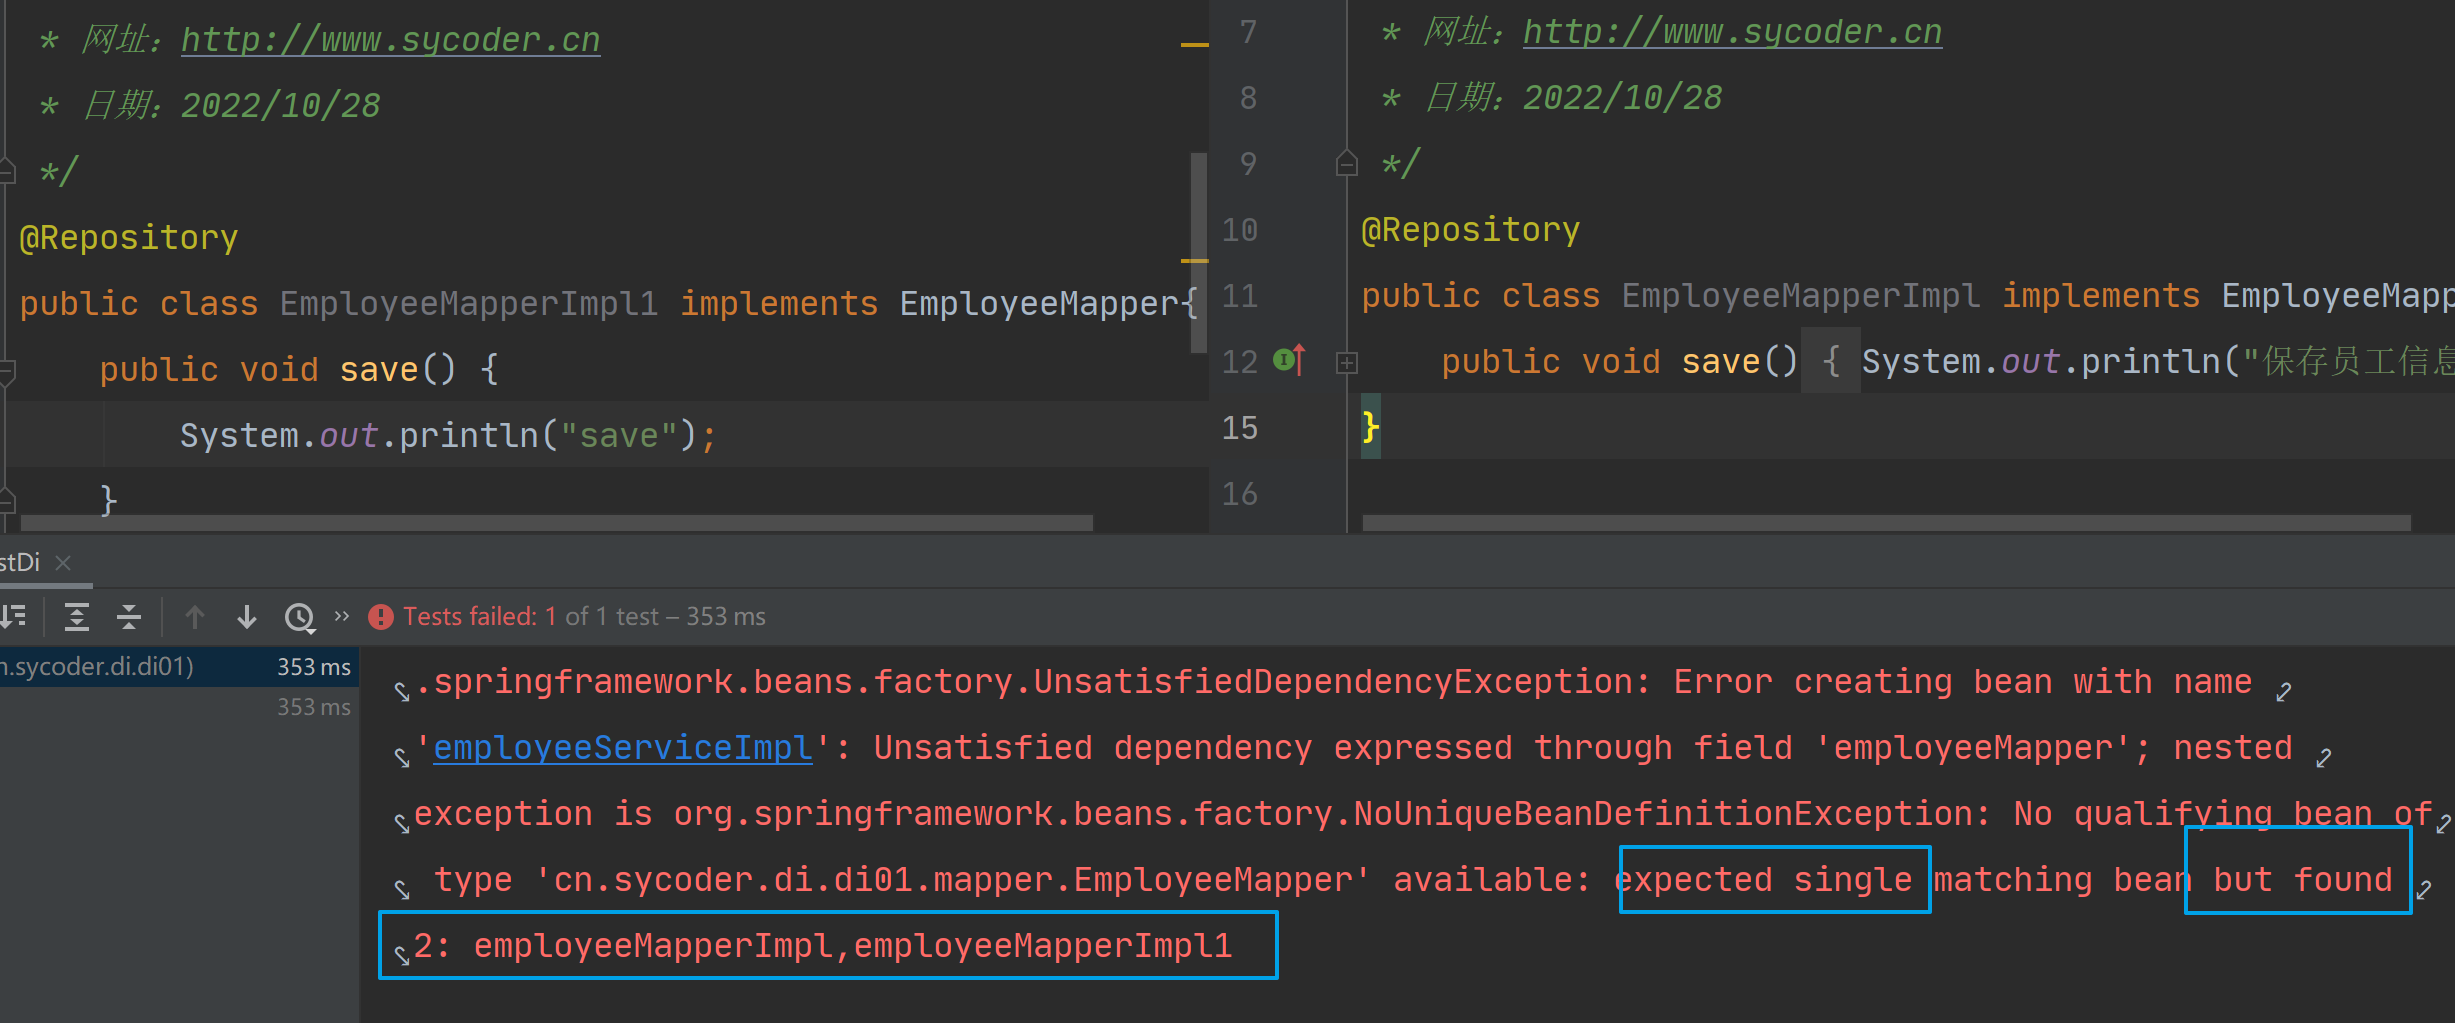 * 网址：http://www.sycoder.cn
* 日期：2022/10/28
*/
@Repository
public class EmployeeMapperImpl1 implements EmployeeMapper{
public void save() {
System.out.println("save");
}
7 * 网址：http://www.sycoder.cn
8 * 日期：2022/10/28
9 */
10 @Repository
11 public class EmployeeMapperImpl implements EmployeeMapp
12 public void save() { System.out.println("保存员工信息
15 }
16
stDi
Tests failed: 1 of 1 test – 353 ms
n.sycoder.di.di01) 353 ms
353 ms
.springframework.beans.factory.UnsatisfiedDependencyException: Error creating bean with name
'employeeServiceImpl': Unsatisfied dependency expressed through field 'employeeMapper'; nested
exception is org.springframework.beans.factory.NoUniqueBeanDefinitionException: No qualifying bean of
type 'cn.sycoder.di.di01.mapper.EmployeeMapper' available: expected single matching bean but found
2: employeeMapperImpl,employeeMapperImpl1